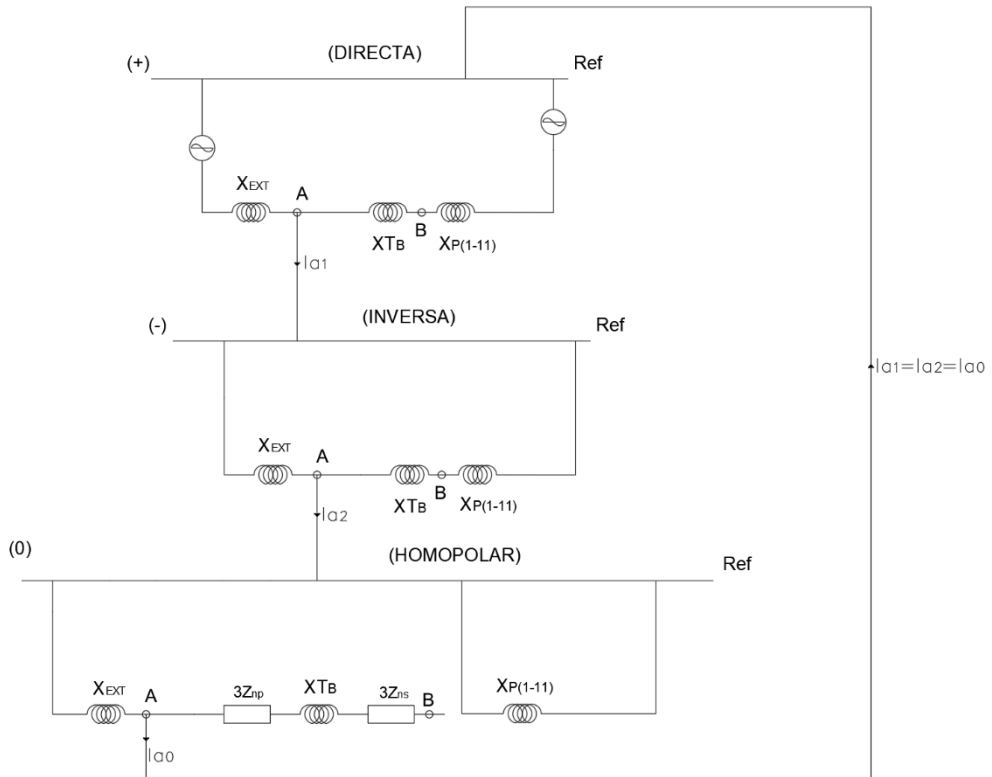 (DIRECTA)
(+)
Ref
XEXT
A
XTB
B
XP(1-11)
Ia1
(INVERSA)
(-)
Ref
Ia1=Ia2=Ia0
XEXT
A
XTB
B
XP(1-11)
Ia2
(0)
(HOMOPOLAR)
Ref
XEXT
A
3Znp
XTB
3Zns
B
XP(1-11)
Ia0